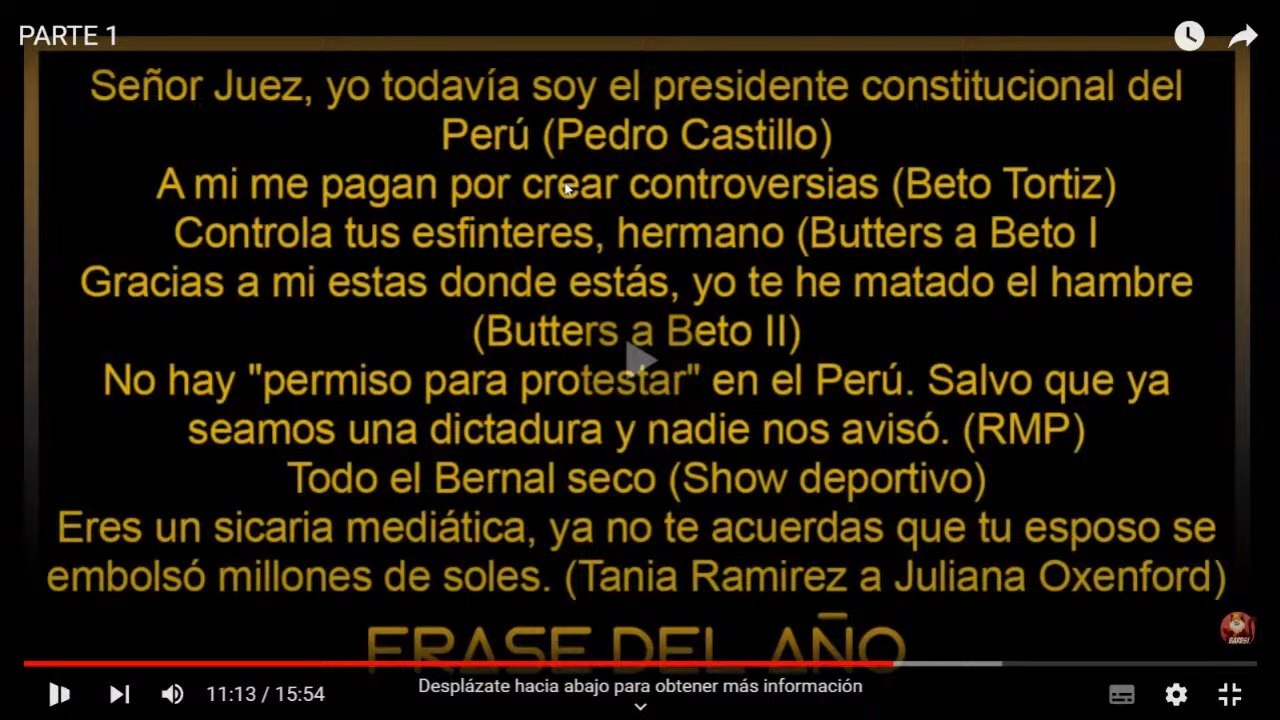 PARTE 1
Señor Juez, yo todavía soy el presidente constitucional del
Perú (Pedro Castillo)
A mi me pagan por crear controversias (Beto Tortiz)
Controla tus esfinteres, hermano (Butters a Beto I
Gracias a mi estas donde estás, yo te he matado el hambre
(Butters a Beto II)
No hay "permiso para protestar" en el Perú. Salvo que ya
seamos una dictadura y nadie nos avisó. (RMP)
Todo el Bernal seco (Show deportivo)
Eres un sicaria mediática, ya no te acuerdas que tu esposo se
embolsó millones de soles. (Tania Ramirez a Juliana Oxenford)
FRASE DEL AÑO
BARESI
11:13 / 15:54
Desplázate hacia abajo para obtener más información